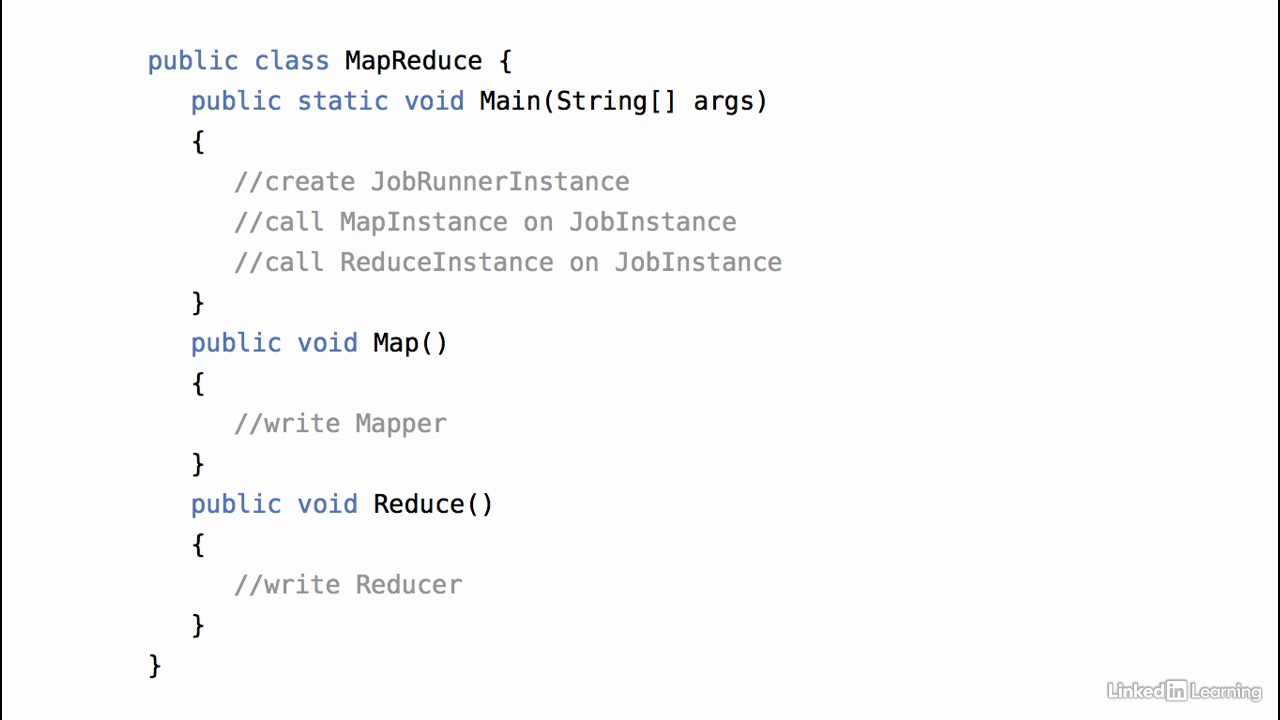 public class MapReduce {
public static void Main(String[] args)
{
//create JobRunnerInstance
//call MapInstance on JobInstance
//call ReduceInstance on JobInstance
}
public void Map()
{
//write Mapper
}
public void Reduce()
{
//write Reducer
}
}
Linked in Learning